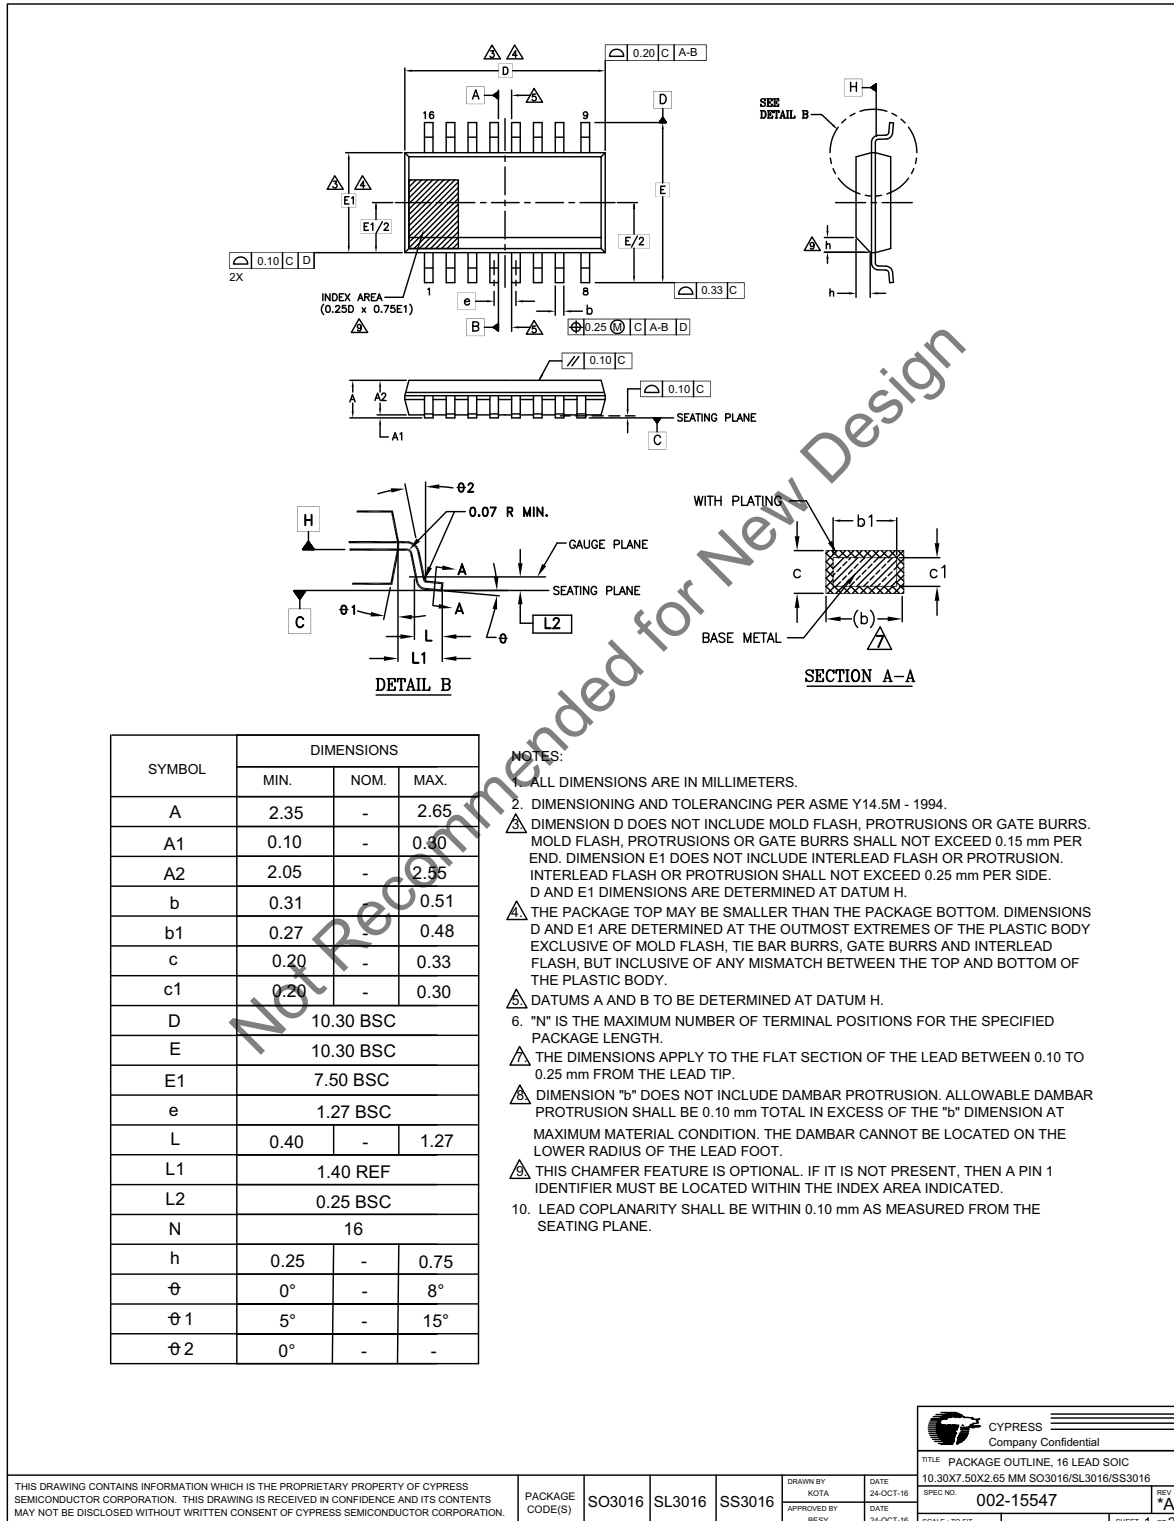 3 4
0.20 C A-B
D
A
5
D
H
SEE
DETAIL B
16
9
3 4
E1
E1/2
E
E/2
9
h
h
0.10 C D
2X
0.33 C
1
8
INDEX AREA
(0.25D x 0.75E1)
9
e
b
B
5
0.25 M C A-B D
// 0.10 C
0.10 C
A
A2
A1
SEATING PLANE
C
θ2
0.07 R MIN.
H
GAUGE PLANE
A
SEATING PLANE
A
θ1
C
L
L2
θ
L1
DETAIL B
WITH PLATING
b1
c
c1
(b)
7
BASE METAL
SECTION A-A
Not Recommended for New Design
SYMBOL
DIMENSIONS
MIN. NOM. MAX.
A 2.35 - 2.65
A1 0.10 - 0.30
A2 2.05 - 2.55
b 0.31 - 0.51
b1 0.27 - 0.48
c 0.20 - 0.33
c1 0.20 - 0.30
D 10.30 BSC
E 10.30 BSC
E1 7.50 BSC
e 1.27 BSC
L 0.40 - 1.27
L1 1.40 REF
L2 0.25 BSC
N 16
h 0.25 - 0.75
θ 0° - 8°
θ1 5° - 15°
θ2 0° - -
NOTES:
1. ALL DIMENSIONS ARE IN MILLIMETERS.
2. DIMENSIONING AND TOLERANCING PER ASME Y14.5M - 1994.
3. DIMENSION D DOES NOT INCLUDE MOLD FLASH, PROTRUSIONS OR GATE BURRS.
MOLD FLASH, PROTRUSIONS OR GATE BURRS SHALL NOT EXCEED 0.15 mm PER
END. DIMENSION E1 DOES NOT INCLUDE INTERLEAD FLASH OR PROTRUSION.
INTERLEAD FLASH OR PROTRUSION SHALL NOT EXCEED 0.25 mm PER SIDE.
D AND E1 DIMENSIONS ARE DETERMINED AT DATUM H.
4. THE PACKAGE TOP MAY BE SMALLER THAN THE PACKAGE BOTTOM. DIMENSIONS
D AND E1 ARE DETERMINED AT THE OUTMOST EXTREMES OF THE PLASTIC BODY
EXCLUSIVE OF MOLD FLASH, TIE BAR BURRS, GATE BURRS AND INTERLEAD
FLASH, BUT INCLUSIVE OF ANY MISMATCH BETWEEN THE TOP AND BOTTOM OF
THE PLASTIC BODY.
5. DATUMS A AND B TO BE DETERMINED AT DATUM H.
6. "N" IS THE MAXIMUM NUMBER OF TERMINAL POSITIONS FOR THE SPECIFIED
PACKAGE LENGTH.
7. THE DIMENSIONS APPLY TO THE FLAT SECTION OF THE LEAD BETWEEN 0.10 TO
0.25 mm FROM THE LEAD TIP.
8. DIMENSION "b" DOES NOT INCLUDE DAMBAR PROTRUSION. ALLOWABLE DAMBAR
PROTRUSION SHALL BE 0.10 mm TOTAL IN EXCESS OF THE "b" DIMENSION AT
MAXIMUM MATERIAL CONDITION. THE DAMBAR CANNOT BE LOCATED ON THE
LOWER RADIUS OF THE LEAD FOOT.
9. THIS CHAMFER FEATURE IS OPTIONAL. IF IT IS NOT PRESENT, THEN A PIN 1
IDENTIFIER MUST BE LOCATED WITHIN THE INDEX AREA INDICATED.
10. LEAD COPLANARITY SHALL BE WITHIN 0.10 mm AS MEASURED FROM THE
SEATING PLANE.
CYPRESS
Company Confidential
TITLE PACKAGE OUTLINE, 16 LEAD SOIC
10.30X7.50X2.65 MM SO3016/SL3016/SS3016
THIS DRAWING CONTAINS INFORMATION WHICH IS THE PROPRIETARY PROPERTY OF CYPRESS
SEMICONDUCTOR CORPORATION. THIS DRAWING IS RECEIVED IN CONFIDENCE AND ITS CONTENTS
MAY NOT BE DISCLOSED WITHOUT WRITTEN CONSENT OF CYPRESS SEMICONDUCTOR CORPORATION.
PACKAGE
CODE(S)
SO3016 SL3016 SS3016
DRAWN BY
KOTA
DATE
24-OCT-16
APPROVED BY
BESY
DATE
24-OCT-16
SPEC NO.
002-15547
REV
*A
SCALE : TO FIT
SHEET 1